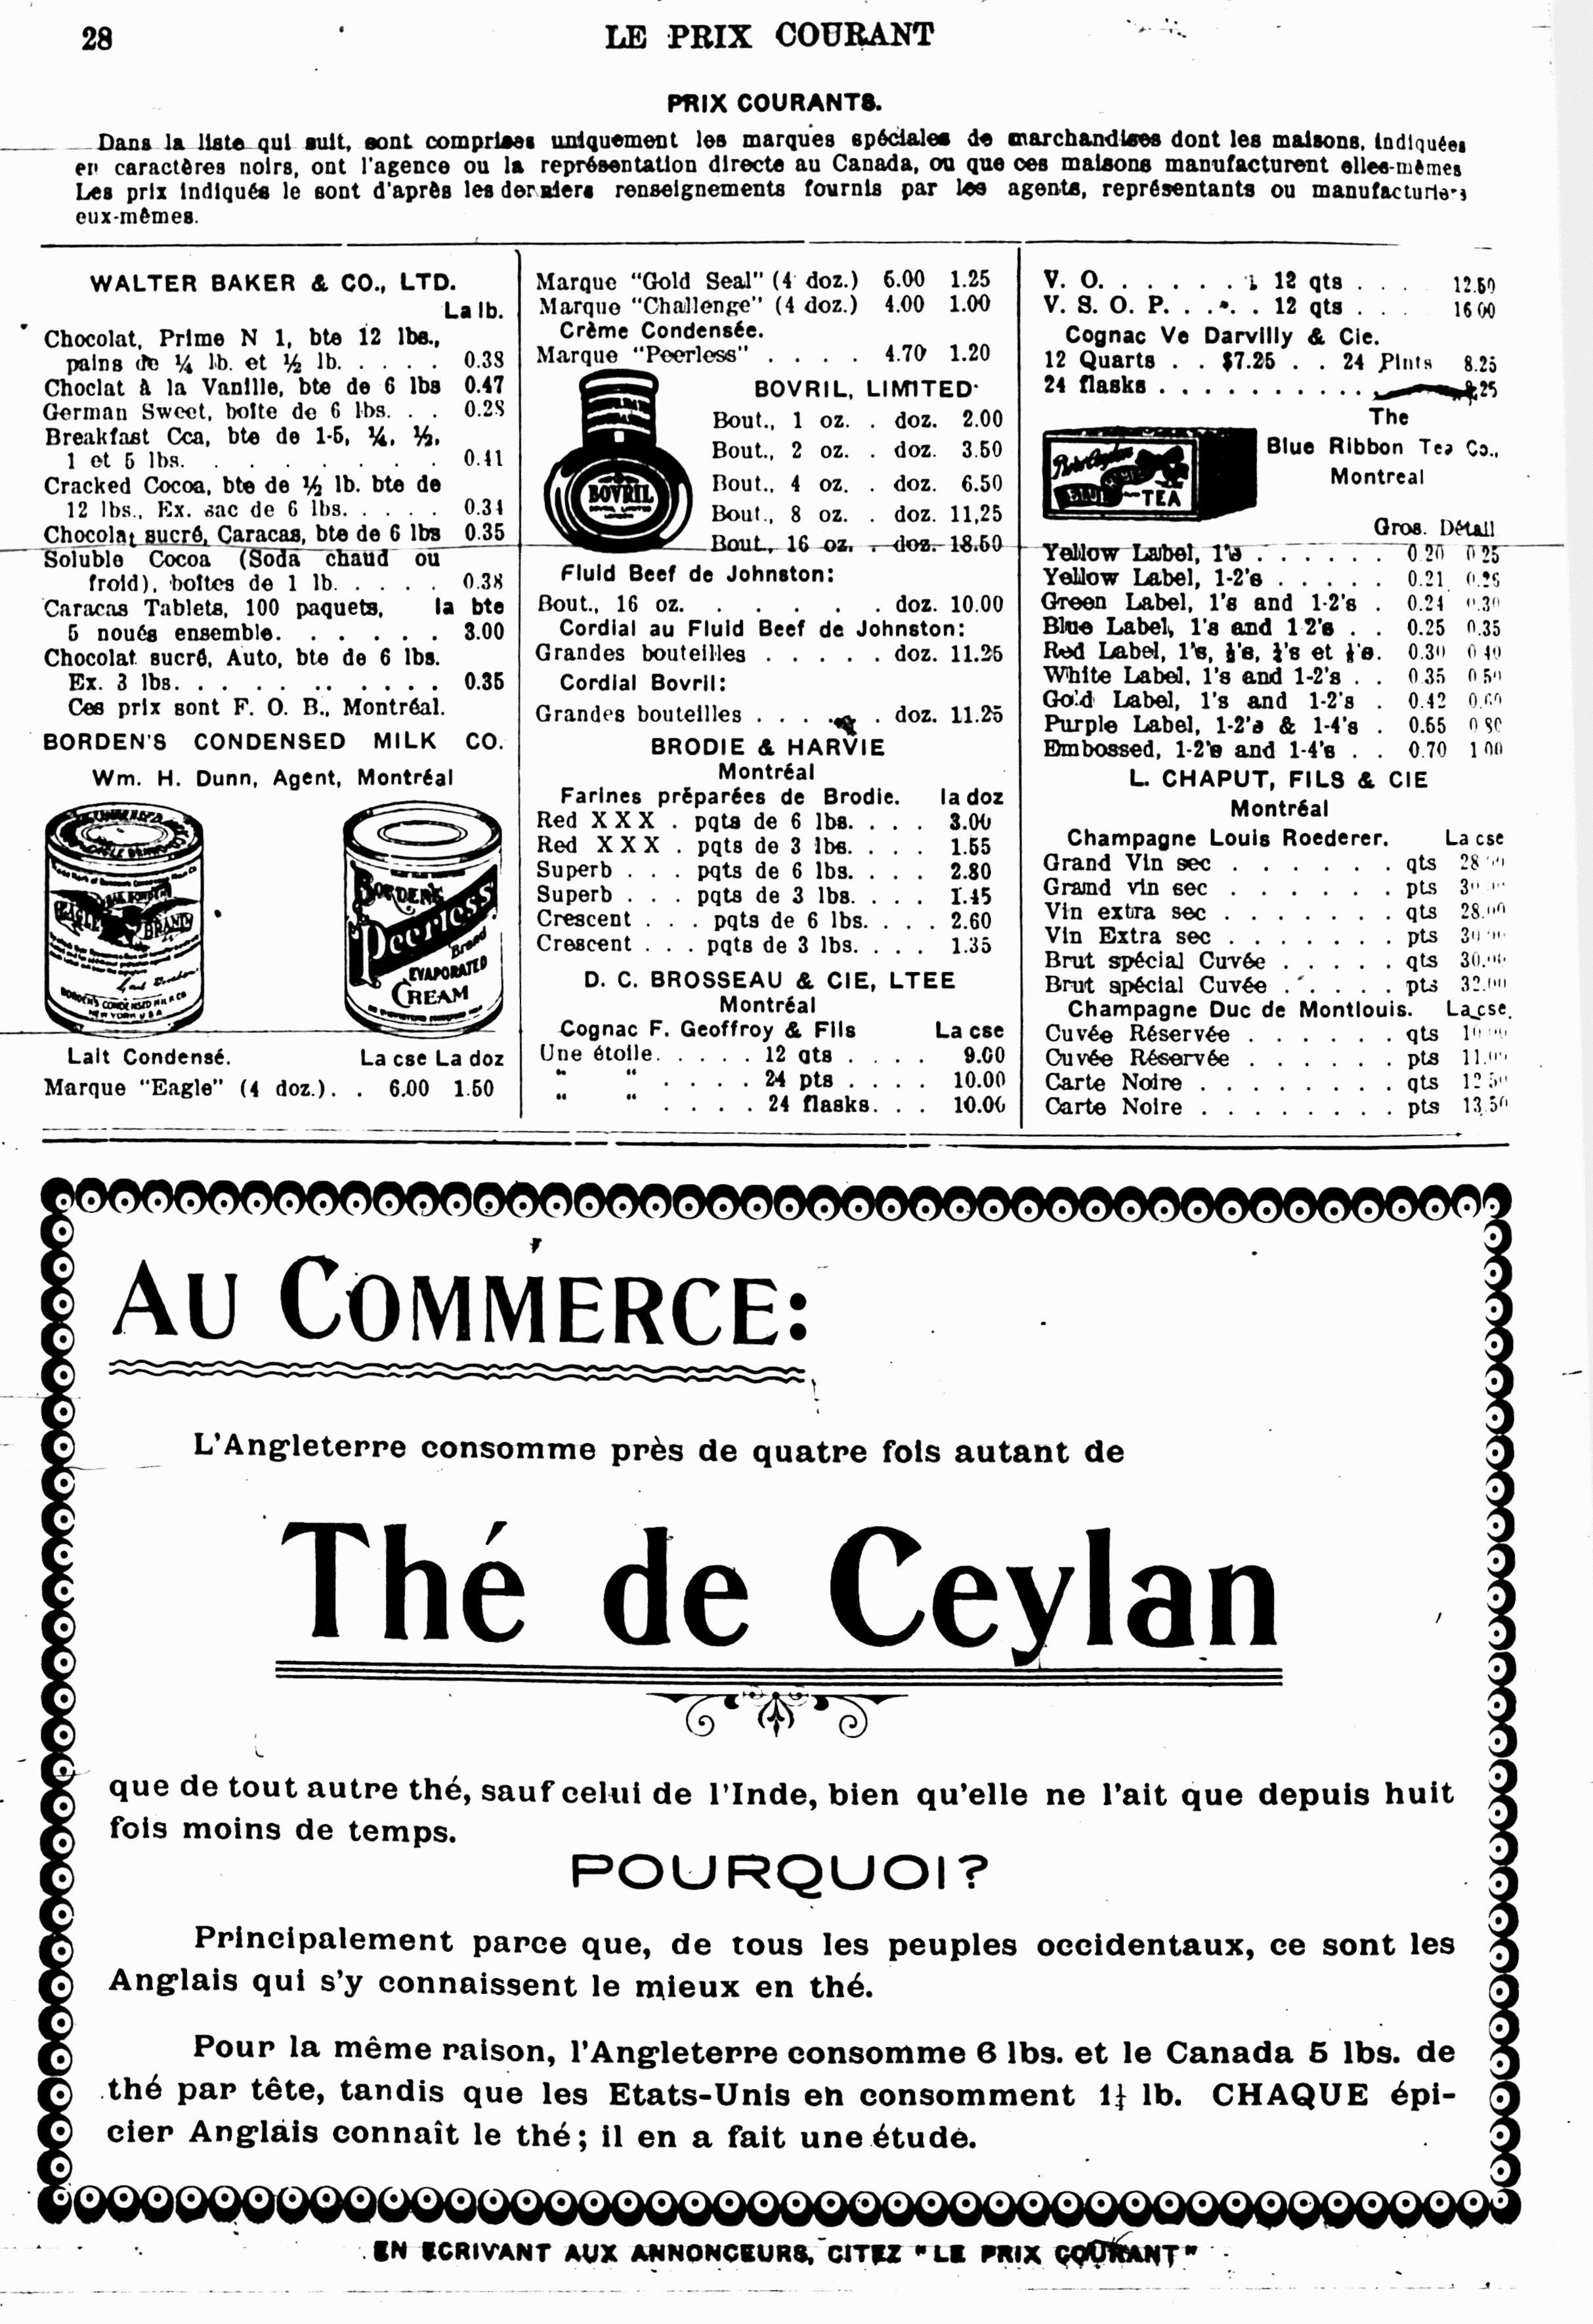 28
LE PRIX COURANT
PRIX COURANTS.
Dans la liste qui suit, sont comprises uniquement les marques spéciales de marchandises dont les maisons, indiquées
en caractères noirs, ont l'agence ou la représentation directe au Canada, ou que ces maisons manufacturent elles-mêmes
Les prix indiqués le sont d'après les derniers renseignements fournis par les agents, représentants ou manufacturiers
eux-mêmes.
WALTER BAKER & CO., LTD.
La lb.
Chocolat, Prime N 1, bte 12 lbs.,
pains de ¼ lb. et ½ lb. . . . . 0.38
Choclat à la Vanille, bte de 6 lbs 0.47
German Sweet, boîte de 6 lbs. . . 0.28
Breakfast Cca, bte de 1-5, ¼, ½,
1 et 5 lbs. . . . . . . . . 0.41
Cracked Cocoa, bte de ½ lb. bte de
12 lbs., Ex. sac de 6 lbs. . . . . 0.34
Chocolat sucré, Caracas, bte de 6 lbs 0.35
Soluble Cocoa (Soda chaud ou
froid), boîtes de 1 lb. . . . . 0.38
Caracas Tablets, 100 paquets, la bte
5 noués ensemble. . . . . . 3.00
Chocolat sucré, Auto, bte de 6 lbs.
Ex. 3 lbs. . . . . . . . . . 0.35
Ces prix sont F. O. B., Montréal.
BORDEN'S CONDENSED MILK CO.
Wm. H. Dunn, Agent, Montréal
EAGLE BRAND
BORDEN'S CONDENSED MILK CO
NEW YORK U S A
BORDEN'S
Peerless
Brand
EVAPORATED
CREAM
Lait Condensé. La cse La doz
Marque "Eagle" (4 doz.) . . 6.00 1.50
Marque "Gold Seal" (4 doz.) 6.00 1.25
Marque "Challenge" (4 doz.) 4.00 1.00
Crème Condensée.
Marque "Peerless" . . . . 4.70 1.20
BOVRIL, LIMITED
BOVRIL
Bout., 1 oz. . doz. 2.00
Bout., 2 oz. . doz. 3.50
Bout., 4 oz. . doz. 6.50
Bout., 8 oz. . doz. 11,25
Bout., 16 oz. . doz. 18.50
Fluid Beef de Johnston:
Bout., 16 oz. . . . . . . doz. 10.00
Cordial au Fluid Beef de Johnston:
Grandes bouteilles . . . . . doz. 11.25
Cordial Bovril:
Grandes bouteilles . . . . . doz. 11.25
BRODIE & HARVIE
Montréal
Farines préparées de Brodie. la doz
Red X X X . pqts de 6 lbs. . . . 3.00
Red X X X . pqts de 3 lbs. . . . 1.55
Superb . . . pqts de 6 lbs. . . . 2.80
Superb . . . pqts de 3 lbs. . . . 1.45
Crescent . . . pqts de 6 lbs. . . . 2.60
Crescent . . . pqts de 3 lbs. . . . 1.35
D. C. BROSSEAU & CIE, LTEE
Montréal
Cognac F. Geoffroy & Fils La cse
Une étoile. . . . . 12 qts . . . . 9.00
" " . . . . 24 pts . . . . 10.00
" " . . . . 24 flasks. . . 10.00
V. O. . . . . . . 12 qts . . . 12.50
V. S. O. P. . . . . . 12 qts . . . 16 00
Cognac Ve Darvilly & Cie.
12 Quarts . . $7.25 . . 24 Pints 8.25
24 flasks . . . . . . . . . .
The
Blue Ribbon Tea Co.,
Montreal
TEA
Gros. Détail
Yellow Label, 1's . . . . . . 0 20 0 25
Yellow Label, 1-2's . . . . . 0.21
Green Label, 1's and 1-2's . 0.24 0.30
Blue Label, 1's and 1 2's . . 0.25 0.35
Red Label, 1's, ½'s, et 0.30 0 40
White Label, 1's and 1-2's . . 0.35 0 50
Gold Label, 1's and 1-2's . 0.42 0.60
Purple Label, 1-2's & 1-4's . 0.55 0 80
Embossed, 1-2's and 1-4's . . 0.70 1 00
L. CHAPUT, FILS & CIE
Montréal
Champagne Louis Roederer. La cse
Grand Vin sec . . . . . . qts
Grand vin sec . . . . . . pts
Vin extra sec . . . . . . . qts 28.00
Vin Extra sec . . . . . . . pts
Brut spécial Cuvée . . . . . qts 30.00
Brut spécial Cuvée . . . . . pts 32.00
Champagne Duc de Montlouis. La cse.
Cuvée Réservée . . . . . . qts
Cuvée Réservée . . . . . . pts
Carte Noire . . . . . . . . qts 12 50
Carte Noire . . . . . . . . pts 13.50
AU COMMERCE:
L'Angleterre consomme près de quatre fois autant de
Thé de Ceylan
que de tout autre thé, sauf celui de l'Inde, bien qu'elle ne l'ait que depuis huit
fois moins de temps.
POURQUOI?
Principalement parce que, de tous les peuples occidentaux, ce sont les
Anglais qui s'y connaissent le mieux en thé.
Pour la même raison, l'Angleterre consomme 6 lbs. et le Canada 5 lbs. de
thé par tête, tandis que les Etats-Unis en consomment 1¼ lb. CHAQUE épi-
cier Anglais connaît le thé; il en a fait une étude.
EN ECRIVANT AUX ANNONCEURS, CITEZ "LE PRIX COURANT"